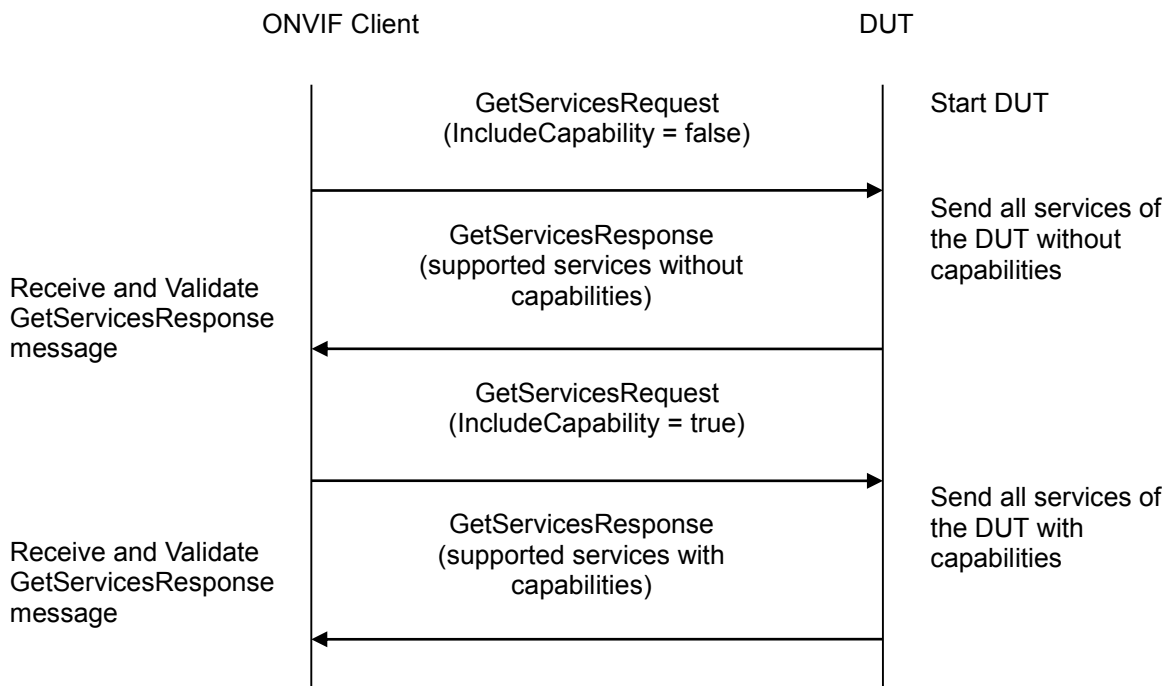 ONVIF Client
DUT
GetServicesRequest
(IncludeCapability = false)
Start DUT
Send all services of
the DUT without
capabilities
GetServicesResponse
(supported services without
capabilities)
Receive and Validate
GetServicesResponse
message
GetServicesRequest
(IncludeCapability = true)
Send all services of
the DUT with
capabilities
GetServicesResponse
(supported services with
capabilities)
Receive and Validate
GetServicesResponse
message